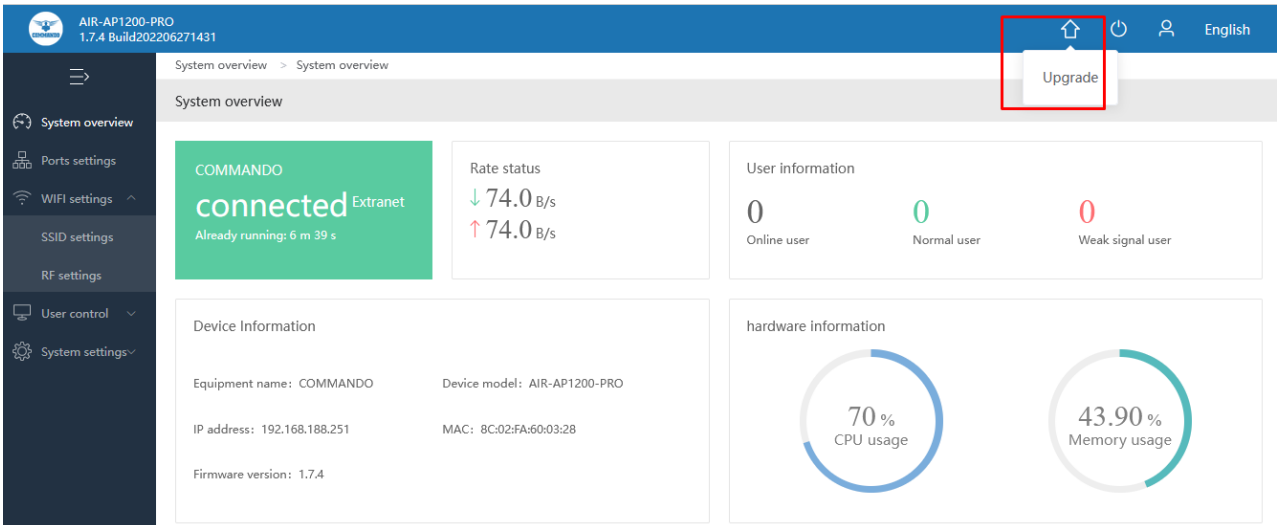 AIR-AP1200-PRO
1.7.4 Build202206271431
COMMANDO
English
Upgrade
System overview > System overview
System overview
System overview
Ports settings
WIFI settings
SSID settings
RF settings
User control
System settings
COMMANDO
connected Extranet
Already running: 6 m 39 s
Rate status
↓ 74.0 B/s
↑ 74.0 B/s
User information
0 0 0
Online user Normal user Weak signal user
Device Information
Equipment name: COMMANDO Device model: AIR-AP1200-PRO
IP address: 192.168.188.251 MAC: 8C:02:FA:60:03:28
Firmware version: 1.7.4
hardware information
70 %
CPU usage
43.90 %
Memory usage